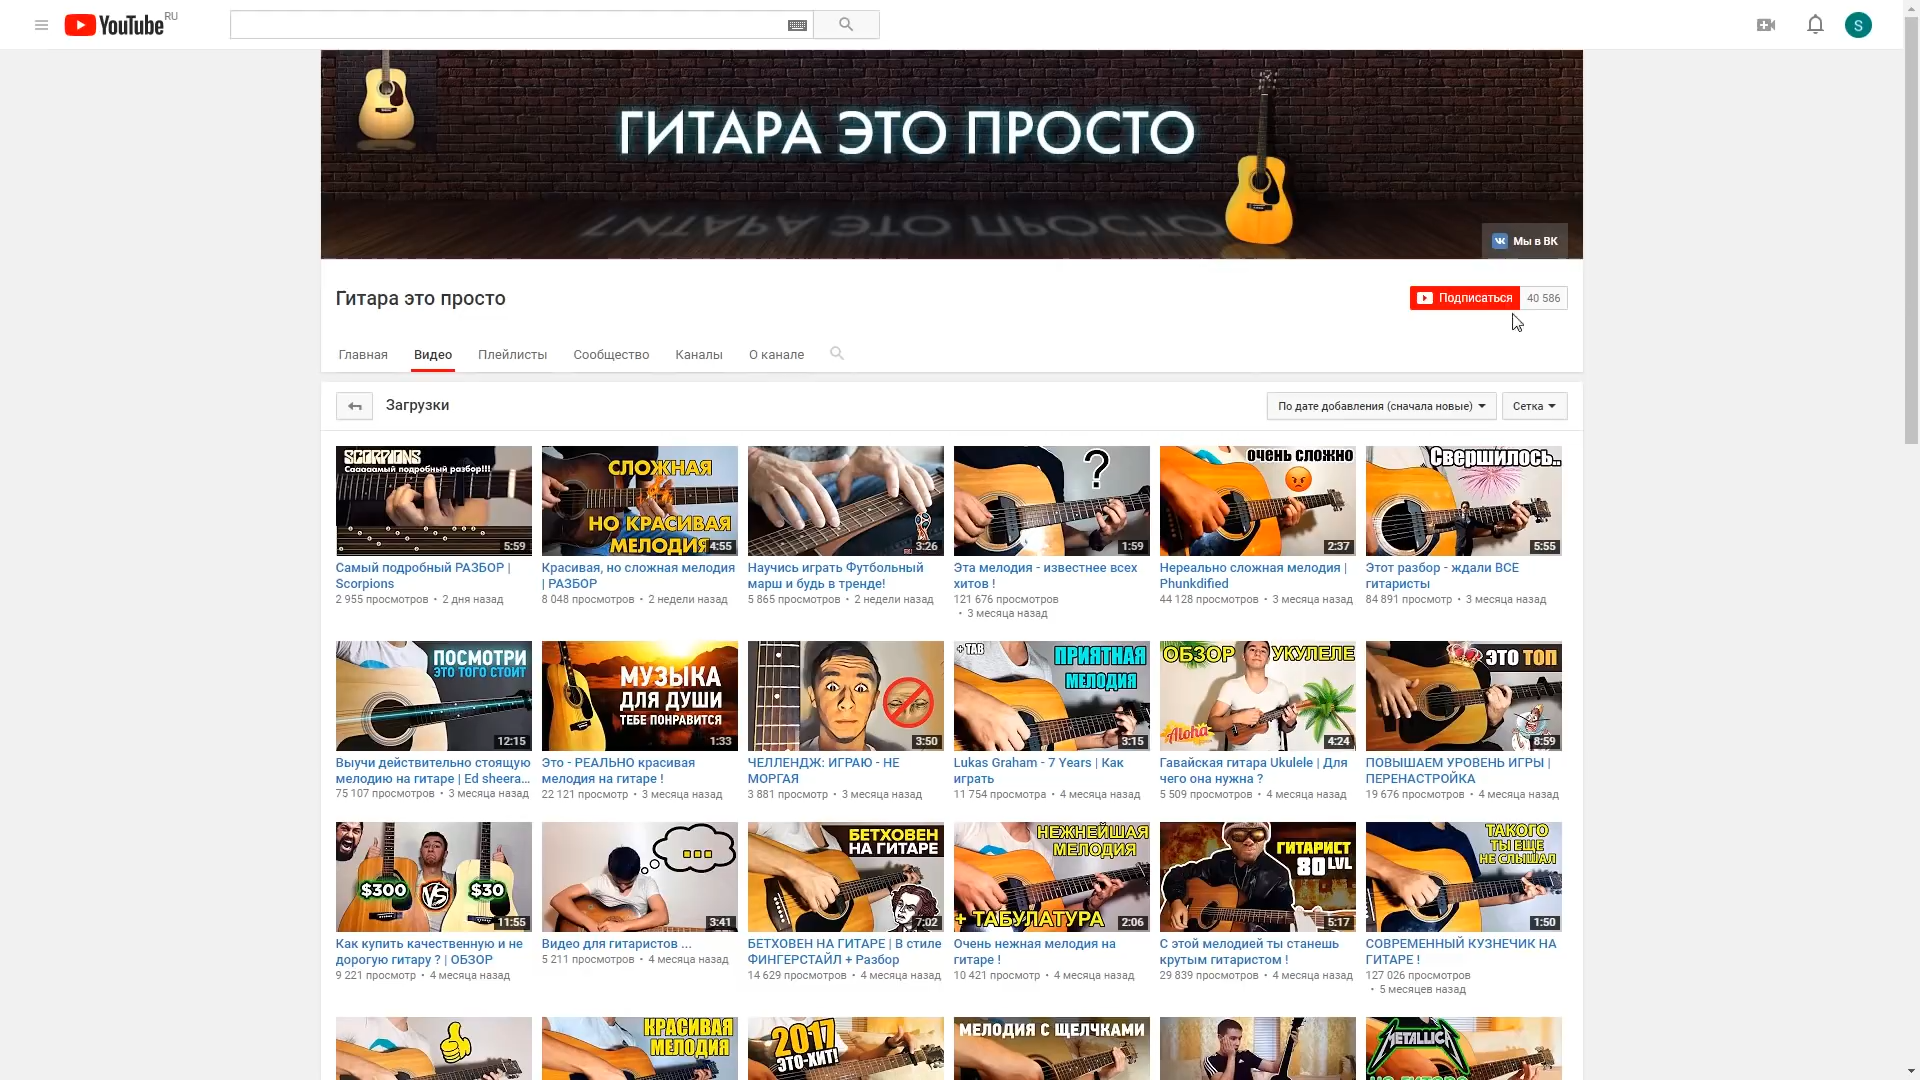 YouTube RU
S
ГИТАРА ЭТО ПРОСТО
Мы в ВК
Гитара это просто
Подписаться 40 586
Главная Видео Плейлисты Сообщество Каналы О канале
Загрузки
По дате добавления (сначала новые) Сетка
SCORPIONS
Сааааамый подробный разбор!!!
5:59
СЛОЖНАЯ
НО КРАСИВАЯ
МЕЛОДИЯ
4:55
3:26
?
1:59
ОЧЕНЬ СЛОЖНО
2:37
Свершилось..
5:55
Самый подробный РАЗБОР |
Scorpions
2 955 просмотров • 2 дня назад
Красивая, но сложная мелодия
| РАЗБОР
8 048 просмотров • 2 недели назад
Научись играть Футбольный
марш и будь в тренде!
5 865 просмотров • 2 недели назад
Эта мелодия - известнее всех
хитов !
121 676 просмотров
• 3 месяца назад
Нереально сложная мелодия |
Phunkdified
44 128 просмотров • 3 месяца назад
Этот разбор - ждали ВСЕ
гитаристы
84 891 просмотр • 3 месяца назад
ПОСМОТРИ
ЭТО ТОГО СТОИТ
12:15
МУЗЫКА
ДЛЯ ДУШИ
ТЕБЕ ПОНРАВИТСЯ
1:33
3:50
+ TAB
ПРИЯТНАЯ
МЕЛОДИЯ
3:15
ОБЗОР УКУЛЕЛЕ
Aloha
4:24
ЭТО ТОП
8:59
Выучи действительно стоящую
мелодию на гитаре | Ed sheera...
75 107 просмотров • 3 месяца назад
Это - РЕАЛЬНО красивая
мелодия на гитаре !
22 121 просмотр • 3 месяца назад
ЧЕЛЛЕНДЖ: ИГРАЮ - НЕ
МОРГАЯ
3 881 просмотр • 3 месяца назад
Lukas Graham - 7 Years | Как
играть
11 754 просмотра • 4 месяца назад
Гавайская гитара Ukulele | Для
чего она нужна ?
5 509 просмотров • 4 месяца назад
ПОВЫШАЕМ УРОВЕНЬ ИГРЫ |
ПЕРЕНАСТРОЙКА
19 676 просмотров • 4 месяца назад
$300 VS $30
11:55
...
3:41
БЕТХОВЕН
НА ГИТАРЕ
7:02
НЕЖНЕЙШАЯ
МЕЛОДИЯ
+ ТАБУЛАТУРА
2:06
ГИТАРИСТ
80 LVL
5:17
ТАКОГО
ТЫ ЕЩЕ
НЕ СЛЫШАЛ
1:50
Как купить качественную и не
дорогую гитару ? | ОБЗОР
9 221 просмотр • 4 месяца назад
Видео для гитаристов ...
5 211 просмотров • 4 месяца назад
БЕТХОВЕН НА ГИТАРЕ | В стиле
ФИНГЕРСТАЙЛ + Разбор
14 629 просмотров • 4 месяца назад
Очень нежная мелодия на
гитаре !
10 421 просмотр • 4 месяца назад
С этой мелодией ты станешь
крутым гитаристом !
29 839 просмотров • 4 месяца назад
СОВРЕМЕННЫЙ КУЗНЕЧИК НА
ГИТАРЕ !
127 026 просмотров
• 5 месяцев назад
КРАСИВАЯ
МЕЛОДИЯ
2017
ЭТО-ХИТ!
МЕЛОДИЯ С ЩЕЛЧКАМИ
METALLICA
НА ГИТАРЕ